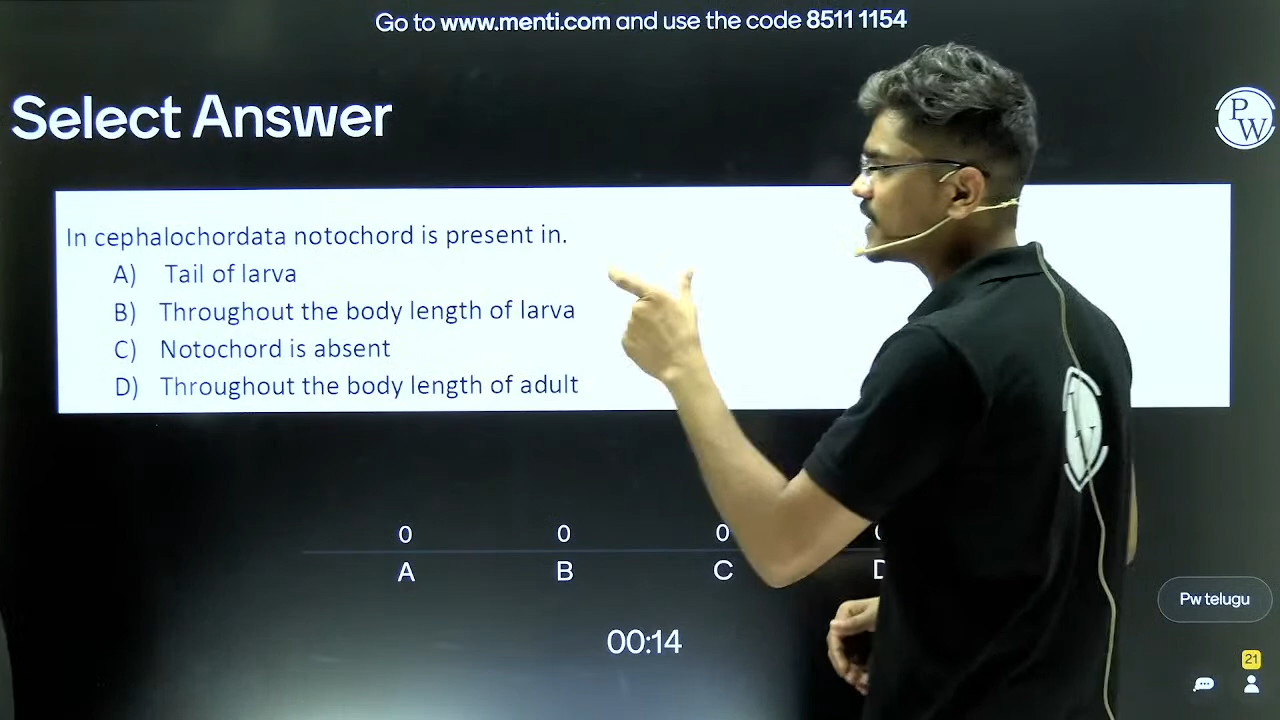 Go to www.menti.com and use the code 8511 1154
Select Answer
PW
In cephalochordata notochord is present in.
A) Tail of larva
B) Throughout the body length of larva
C) Notochord is absent
D) Throughout the body length of adult
0 0 0
A B C D
00:14
Pw telugu
21